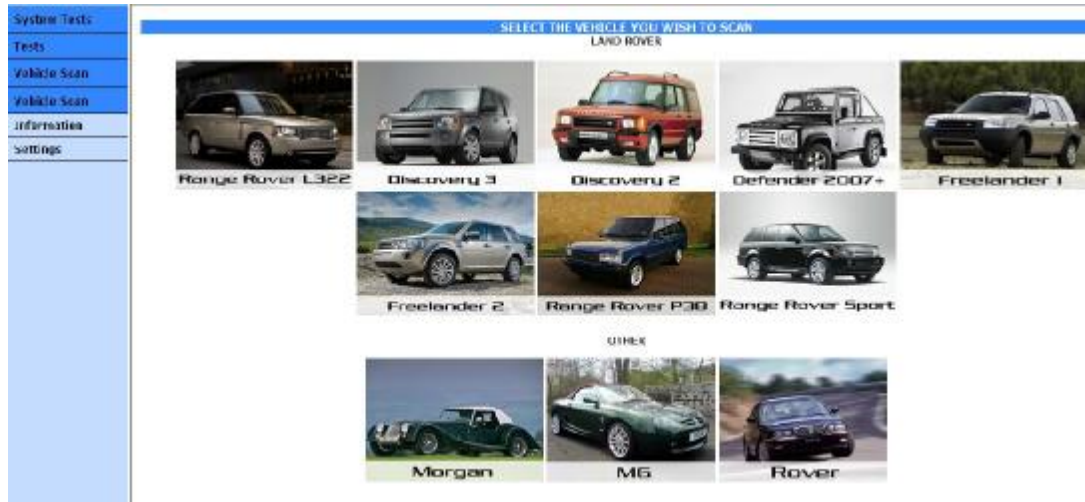 System Tests
Tests
Vehicle Scan
Vehicle Scan
Information
Settings
SELECT THE VEHICLE YOU WISH TO SCAN
LAND ROVER
Range Rover L322
Discovery 3
Discovery 2
Defender 2007+
Freelander 1
Freelander 2
Range Rover P38
Range Rover Sport
OTHER
Morgan
MG
Rover